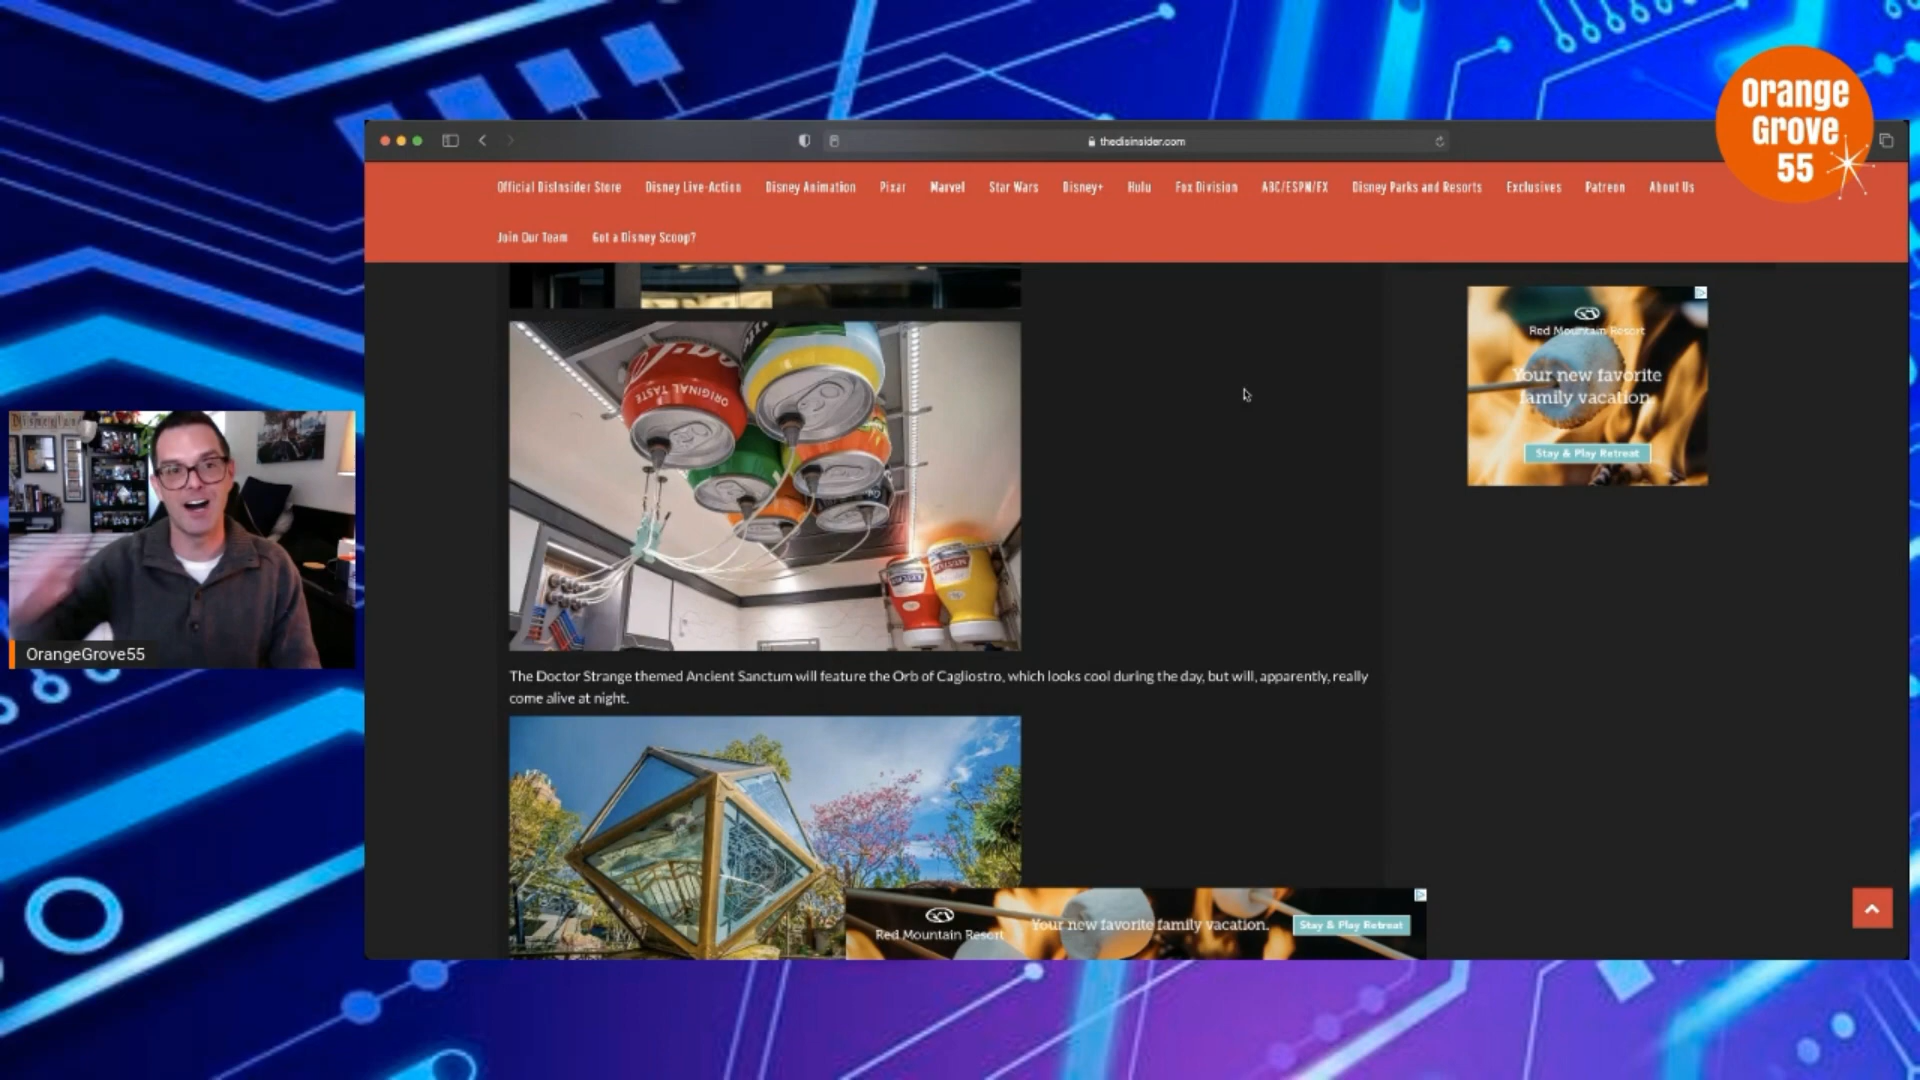 Orange
Grove
55
thedisinsider.com
Official DisInsider Store Disney Live-Action Disney Animation Pixar Marvel Star Wars Disney+ Hulu Fox Division ABC/ESPN/FX Disney Parks and Resorts Exclusives Patreon About Us
Join Our Team Got a Disney Scoop?
ORIGINAL TASTE
KETCHUP
MUSTARD
Red Mountain Resort
Your new favorite
family vacation.
Stay & Play Retreat
Disneyland
OrangeGrove55
The Doctor Strange themed Ancient Sanctum will feature the Orb of Cagliostro, which looks cool during the day, but will, apparently, really
come alive at night.
Red Mountain Resort
Your new favorite family vacation.
Stay & Play Retreat